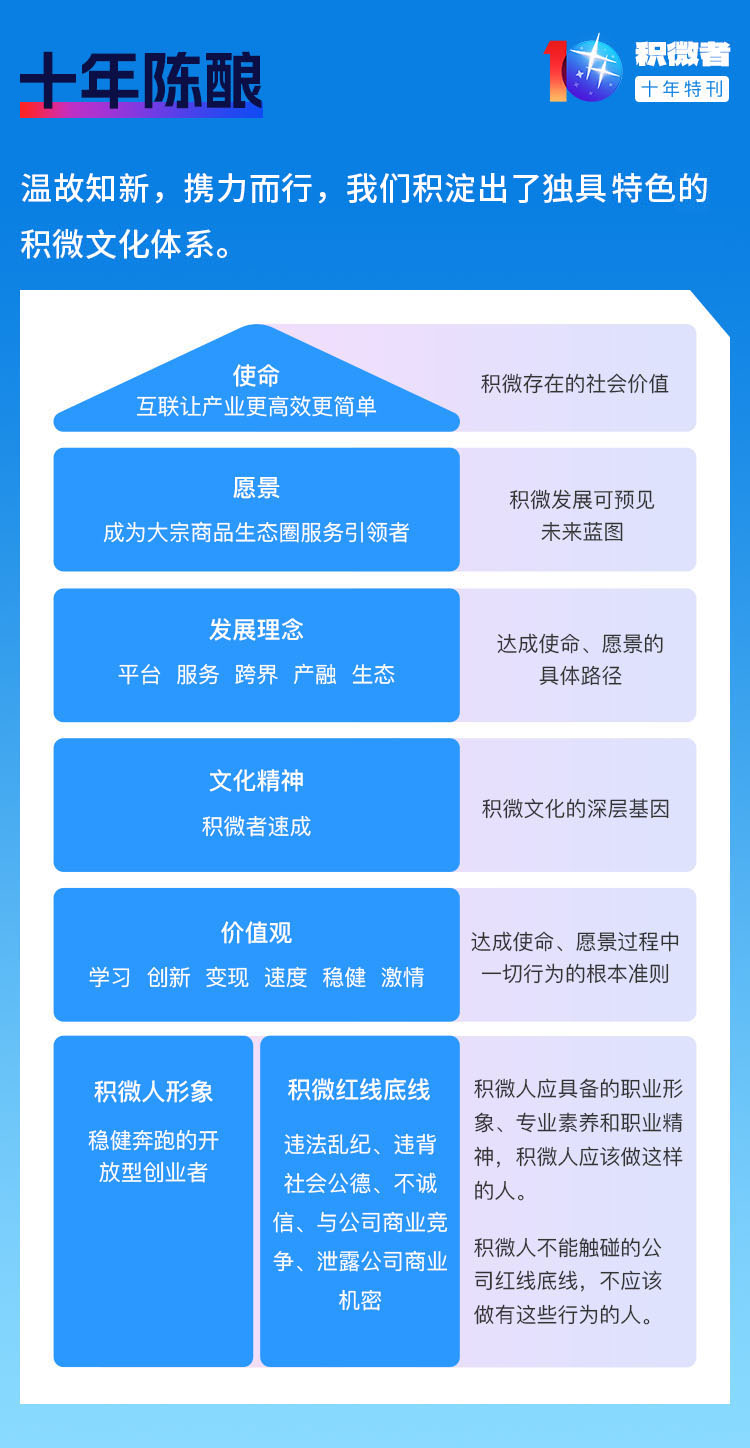 十年陈酿
10
积微者
十年特刊
温故知新，携力而行，我们积淀出了独具特色的
积微文化体系。
使命
互联让产业更高效更简单
积微存在的社会价值
愿景
成为大宗商品生态圈服务引领者
积微发展可预见
未来蓝图
发展理念
平台 服务 跨界 产融 生态
达成使命、愿景的
具体路径
文化精神
积微者速成
积微文化的深层基因
价值观
学习 创新 变现 速度 稳健 激情
达成使命、愿景过程中
一切行为的根本准则
积微人形象
稳健奔跑的开
放型创业者
积微红线底线
违法乱纪、违背
社会公德、不诚
信、与公司商业竞
争、泄露公司商业
机密
积微人应具备的职业形
象、专业素养和职业精
神，积微人应该做这样
的人。
积微人不能触碰的公
司红线底线，不应该
做有这些行为的人。